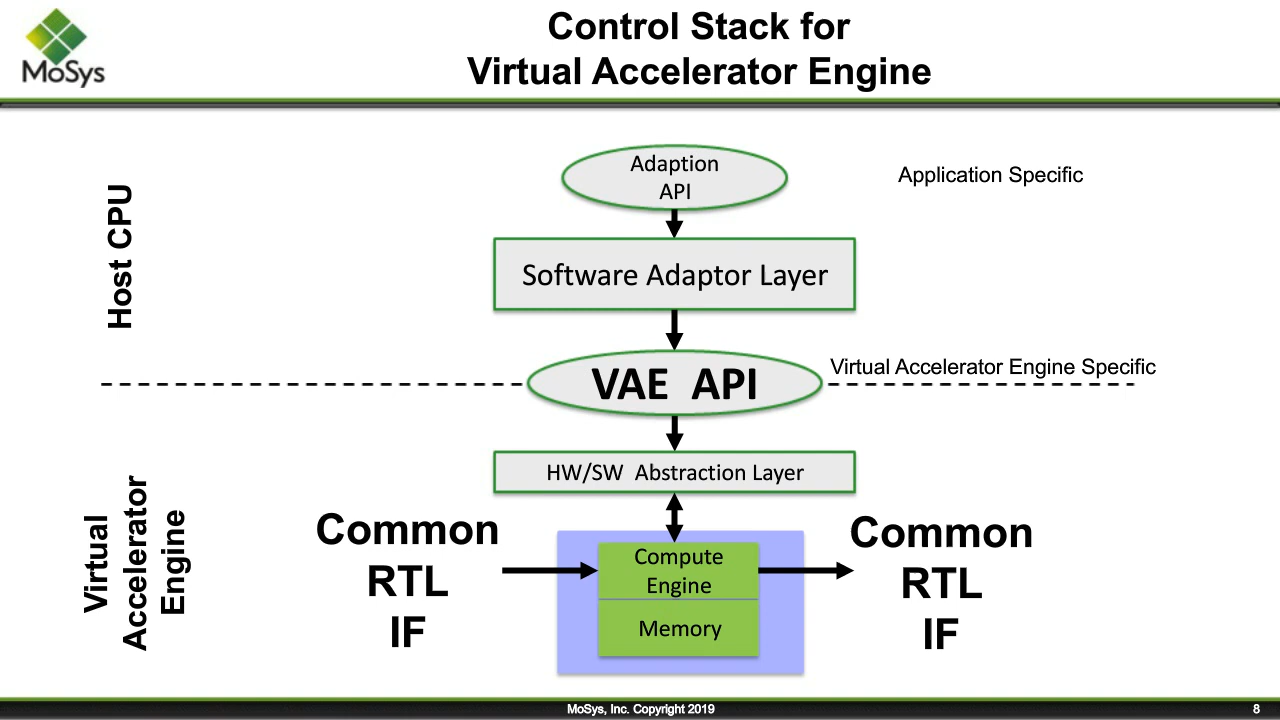 MoSys
Control Stack for
Virtual Accelerator Engine
Host CPU
Adaption
API
Application Specific
Software Adaptor Layer
VAE API
Virtual Accelerator Engine Specific
HW/SW Abstraction Layer
Virtual
Accelerator
Engine
Common
RTL
IF
Compute
Engine
Memory
Common
RTL
IF
MoSys, Inc. Copyright 2019
8